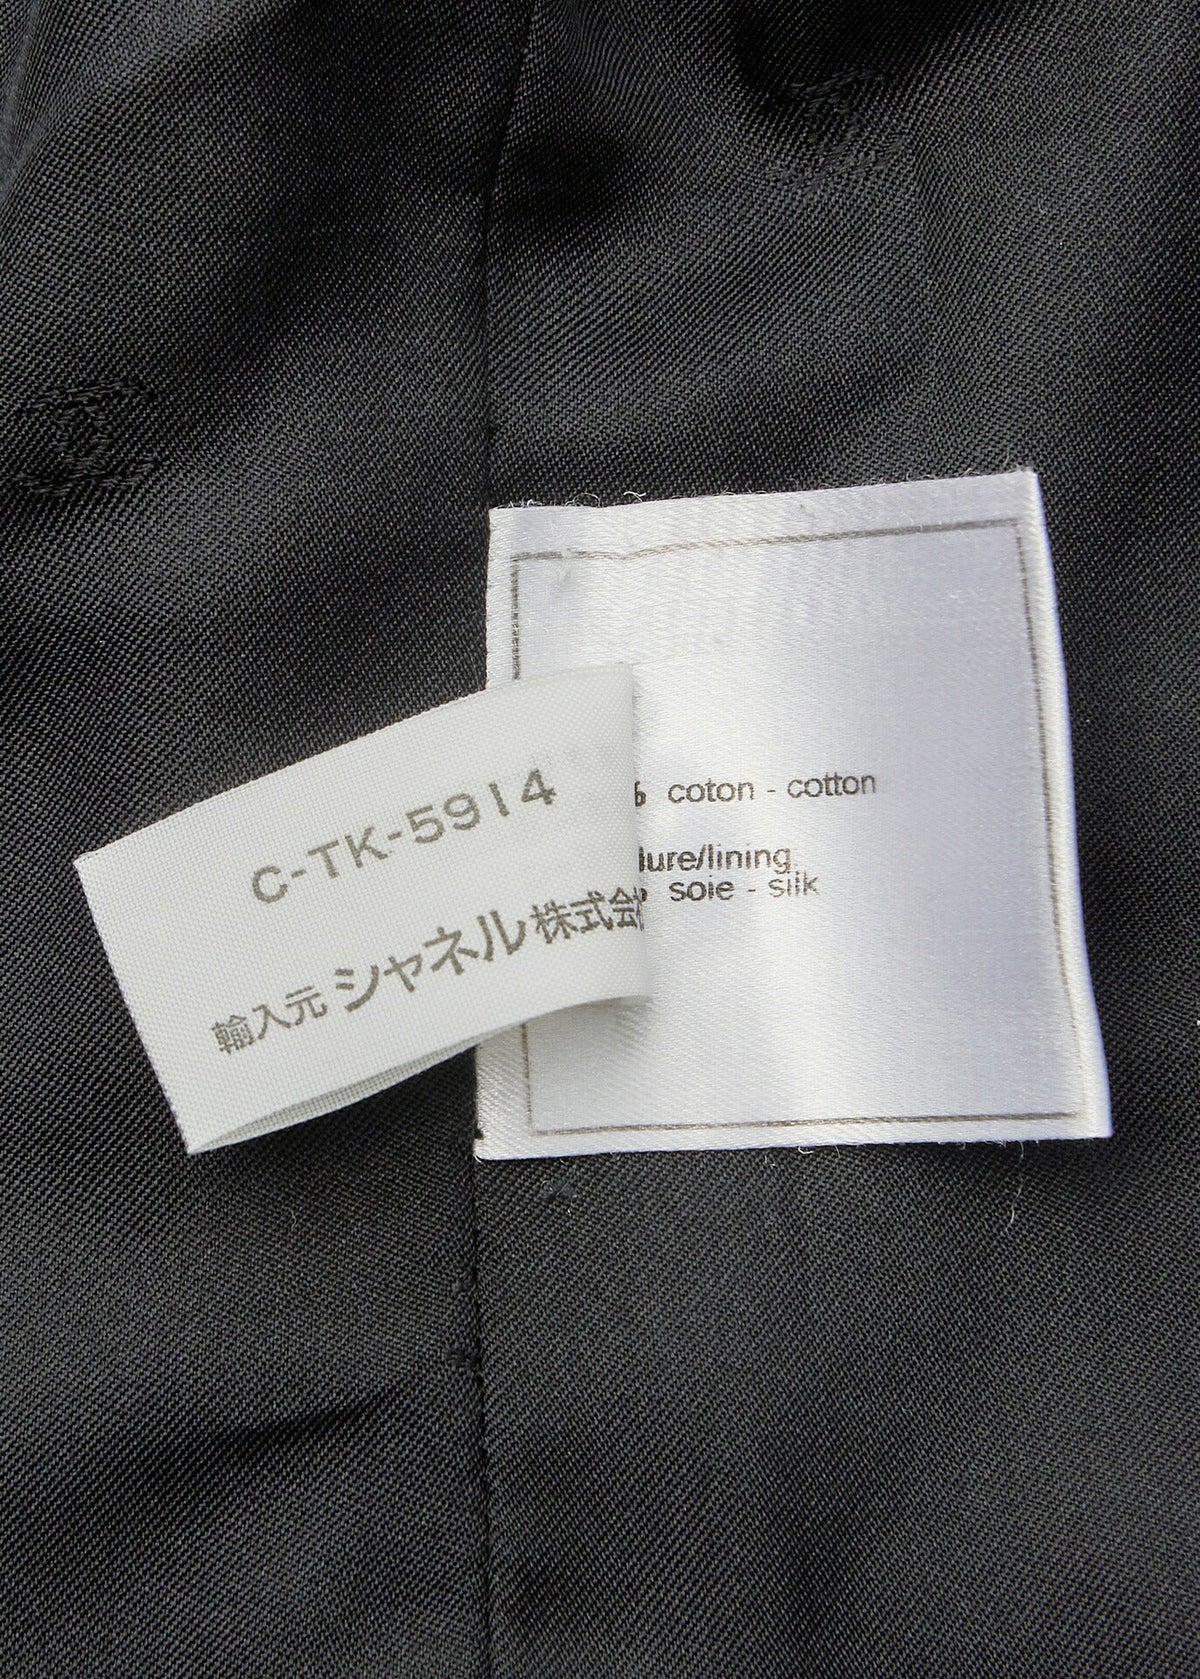 C-TK-5914
輸入元 シャネル株式会
% coton - cotton
lure/lining
soie - silk